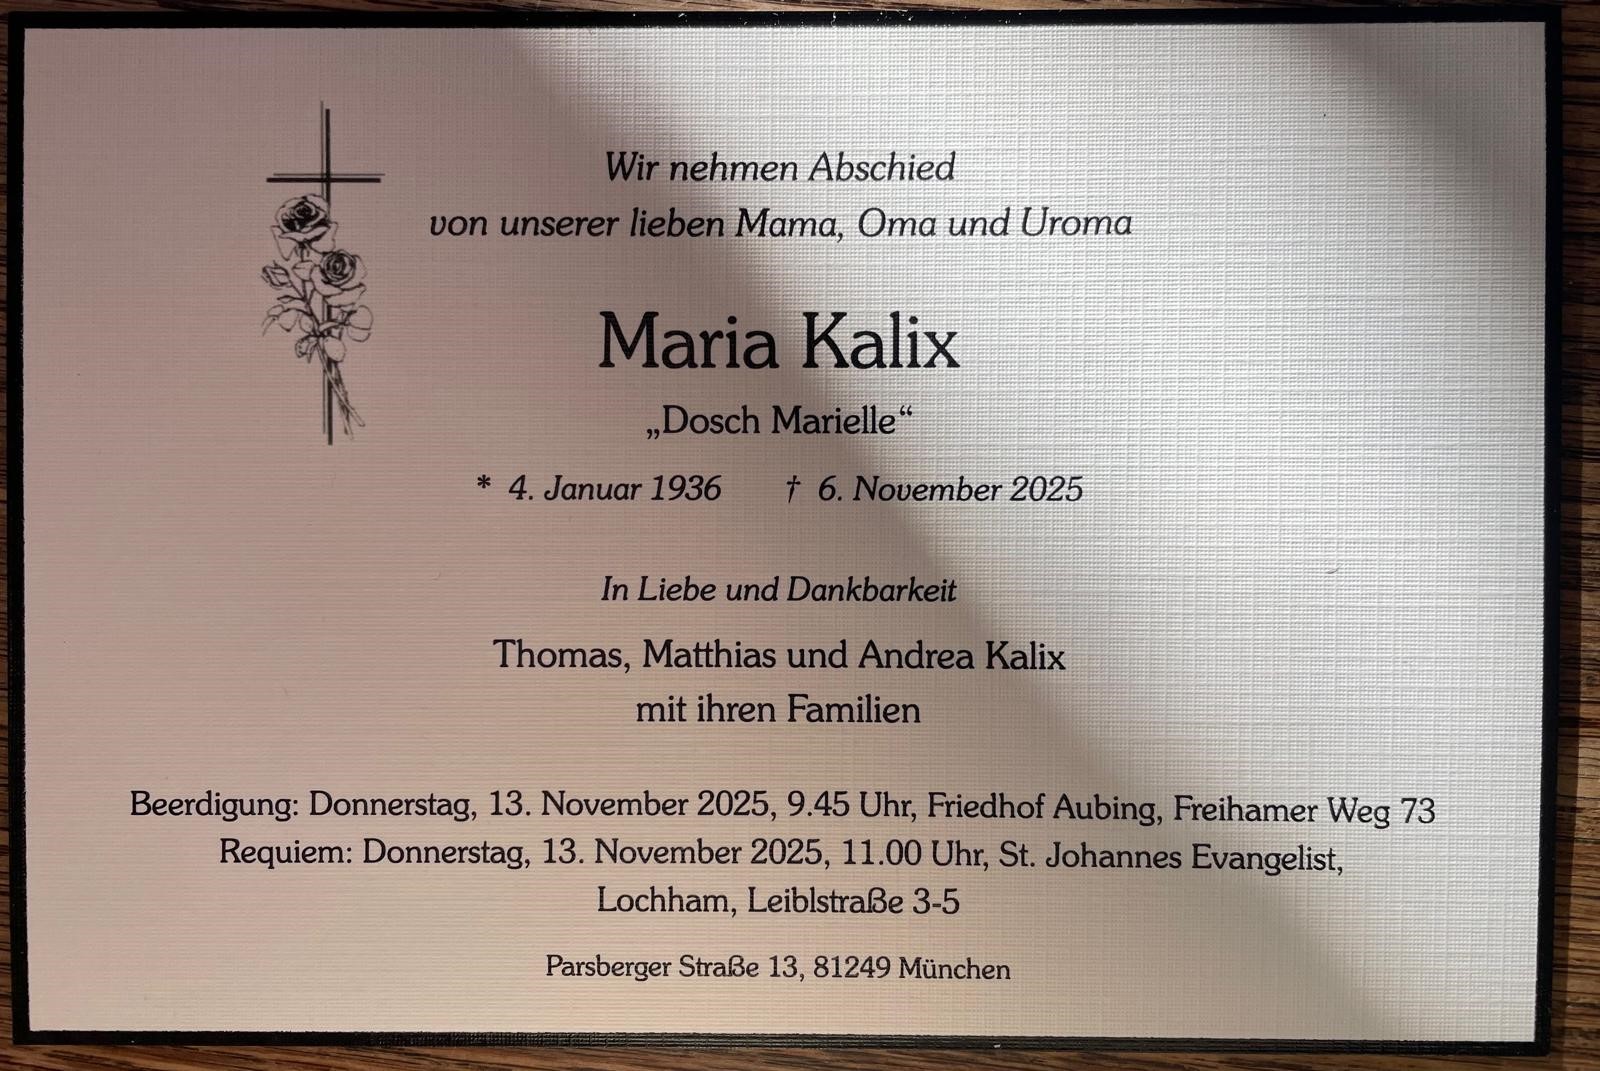 Wir nehmen Abschied
von unserer lieben Mama, Oma und Uroma
Maria Kalix
„Dosch Marielle“
* 4. Januar 1936 † 6. November 2025
In Liebe und Dankbarkeit
Thomas, Matthias und Andrea Kalix
mit ihren Familien
Beerdigung: Donnerstag, 13. November 2025, 9.45 Uhr, Friedhof Aubing, Freihamer Weg 73
Requiem: Donnerstag, 13. November 2025, 11.00 Uhr, St. Johannes Evangelist,
Lochham, Leiblstraße 3-5
Parsberger Straße 13, 81249 München